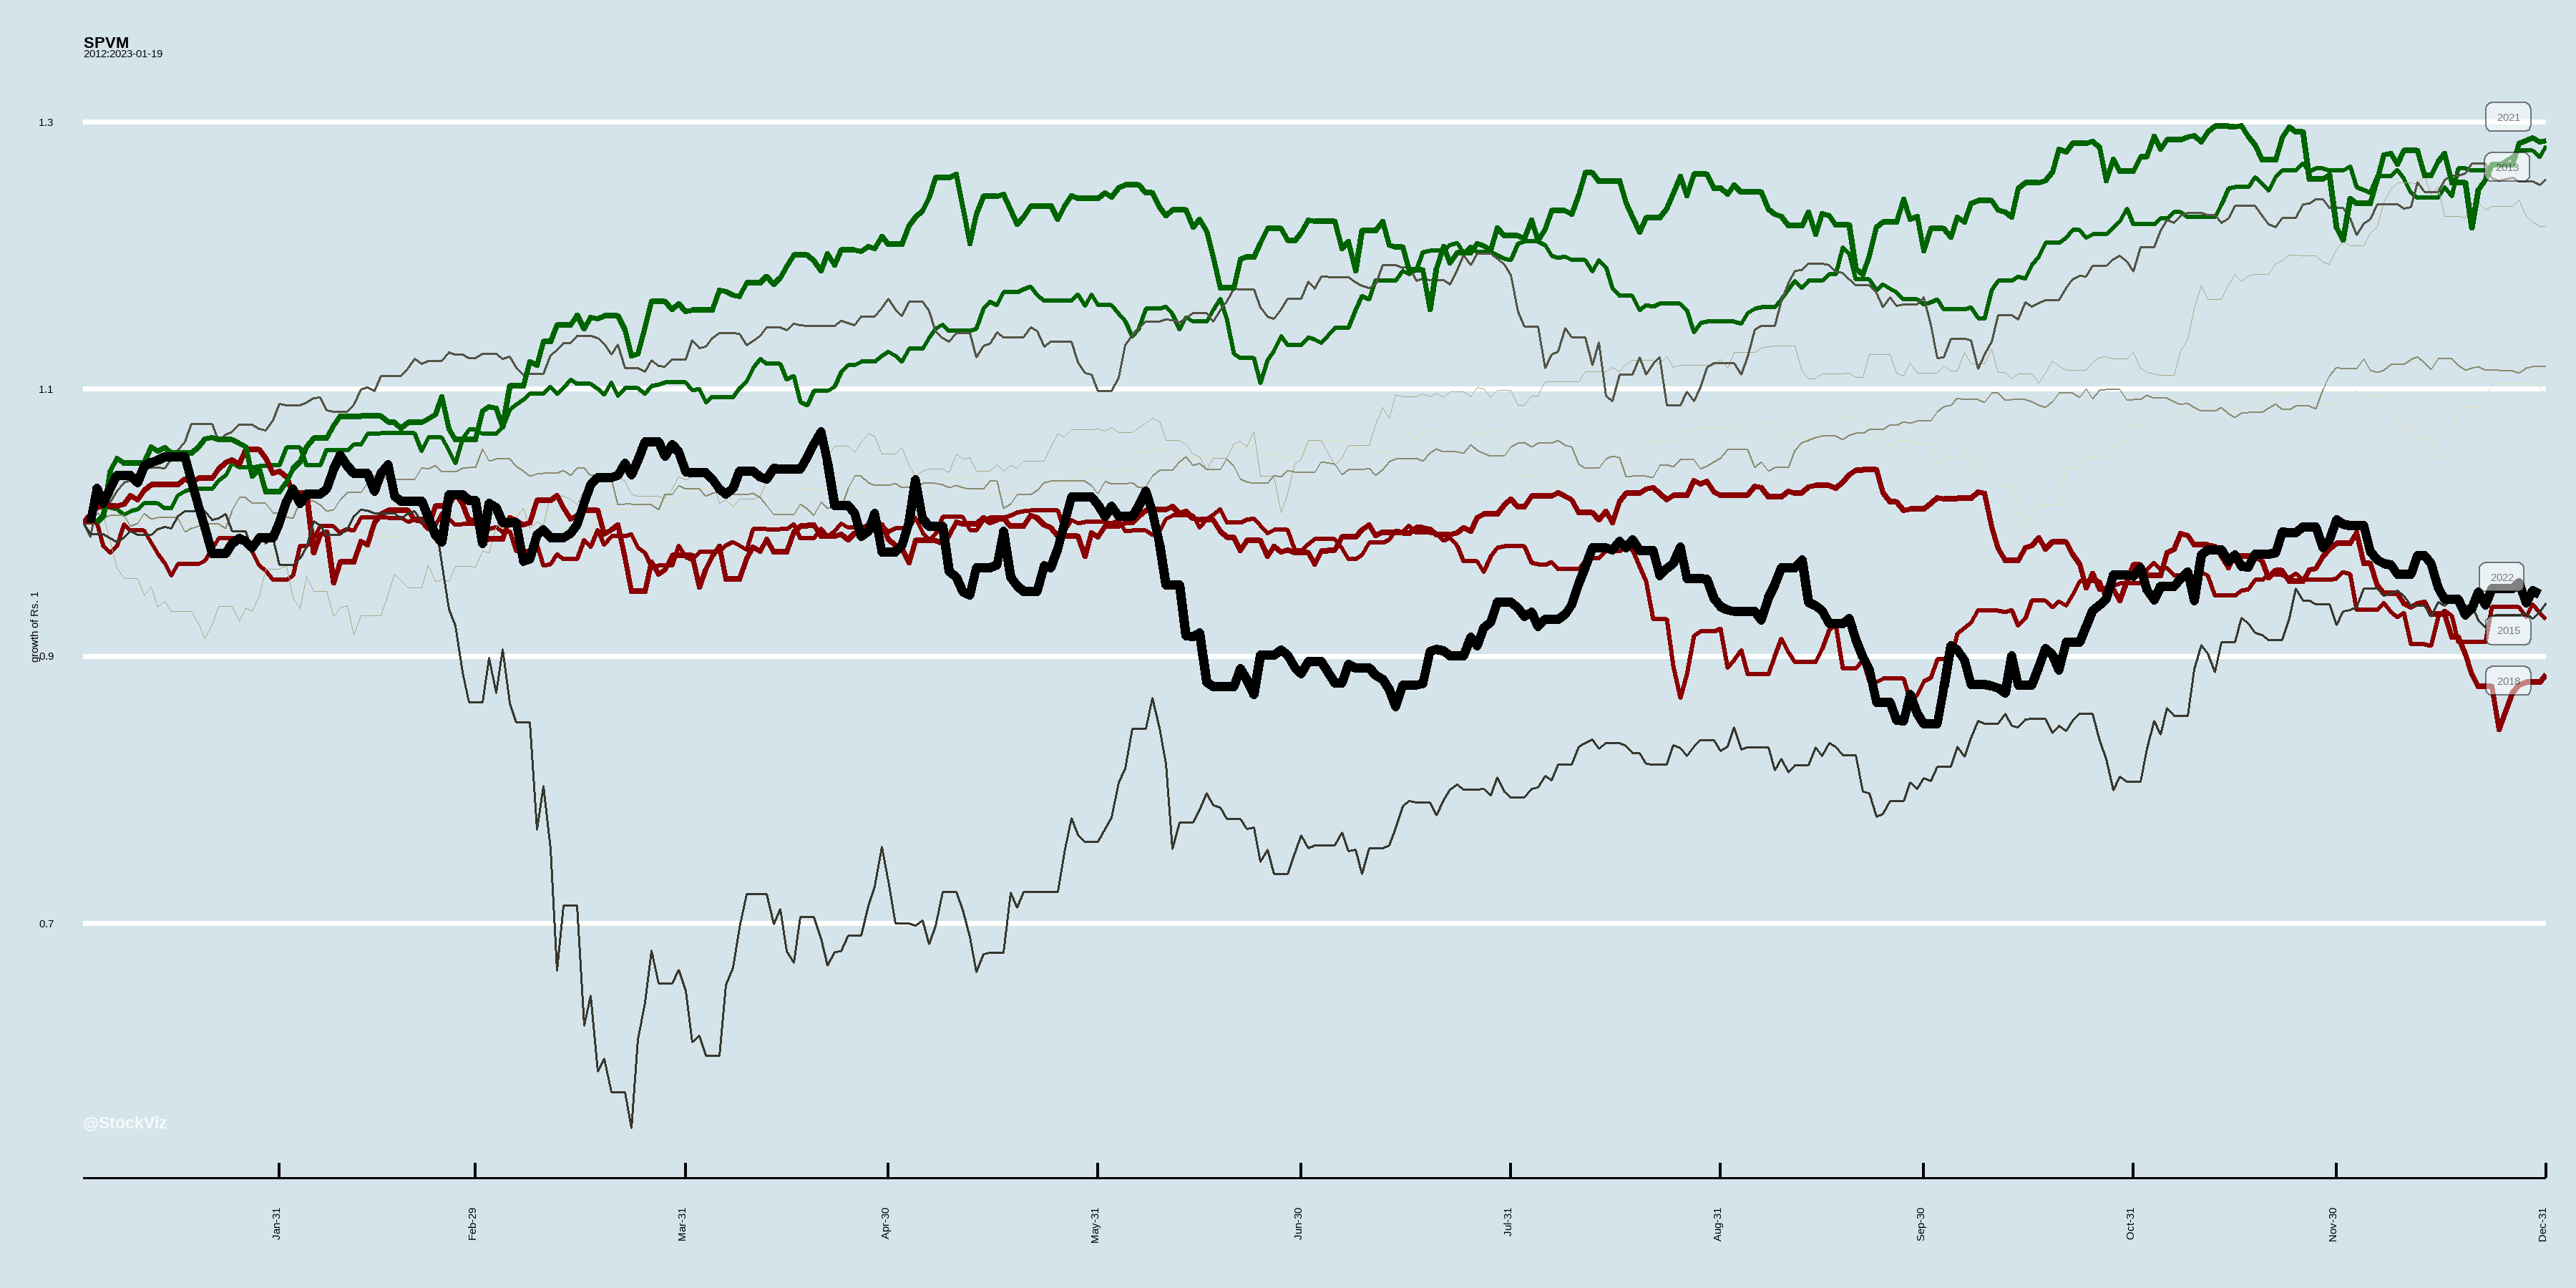 SPVM
2012:2023-01-19
1.3
1.1
0.9
0.7
growth of Rs. 1
2021
2013
2022
2015
2018
@StockViz
Jan-31
Feb-29
Mar-31
Apr-30
May-31
Jun-30
Jul-31
Aug-31
Sep-30
Oct-31
Nov-30
Dec-31